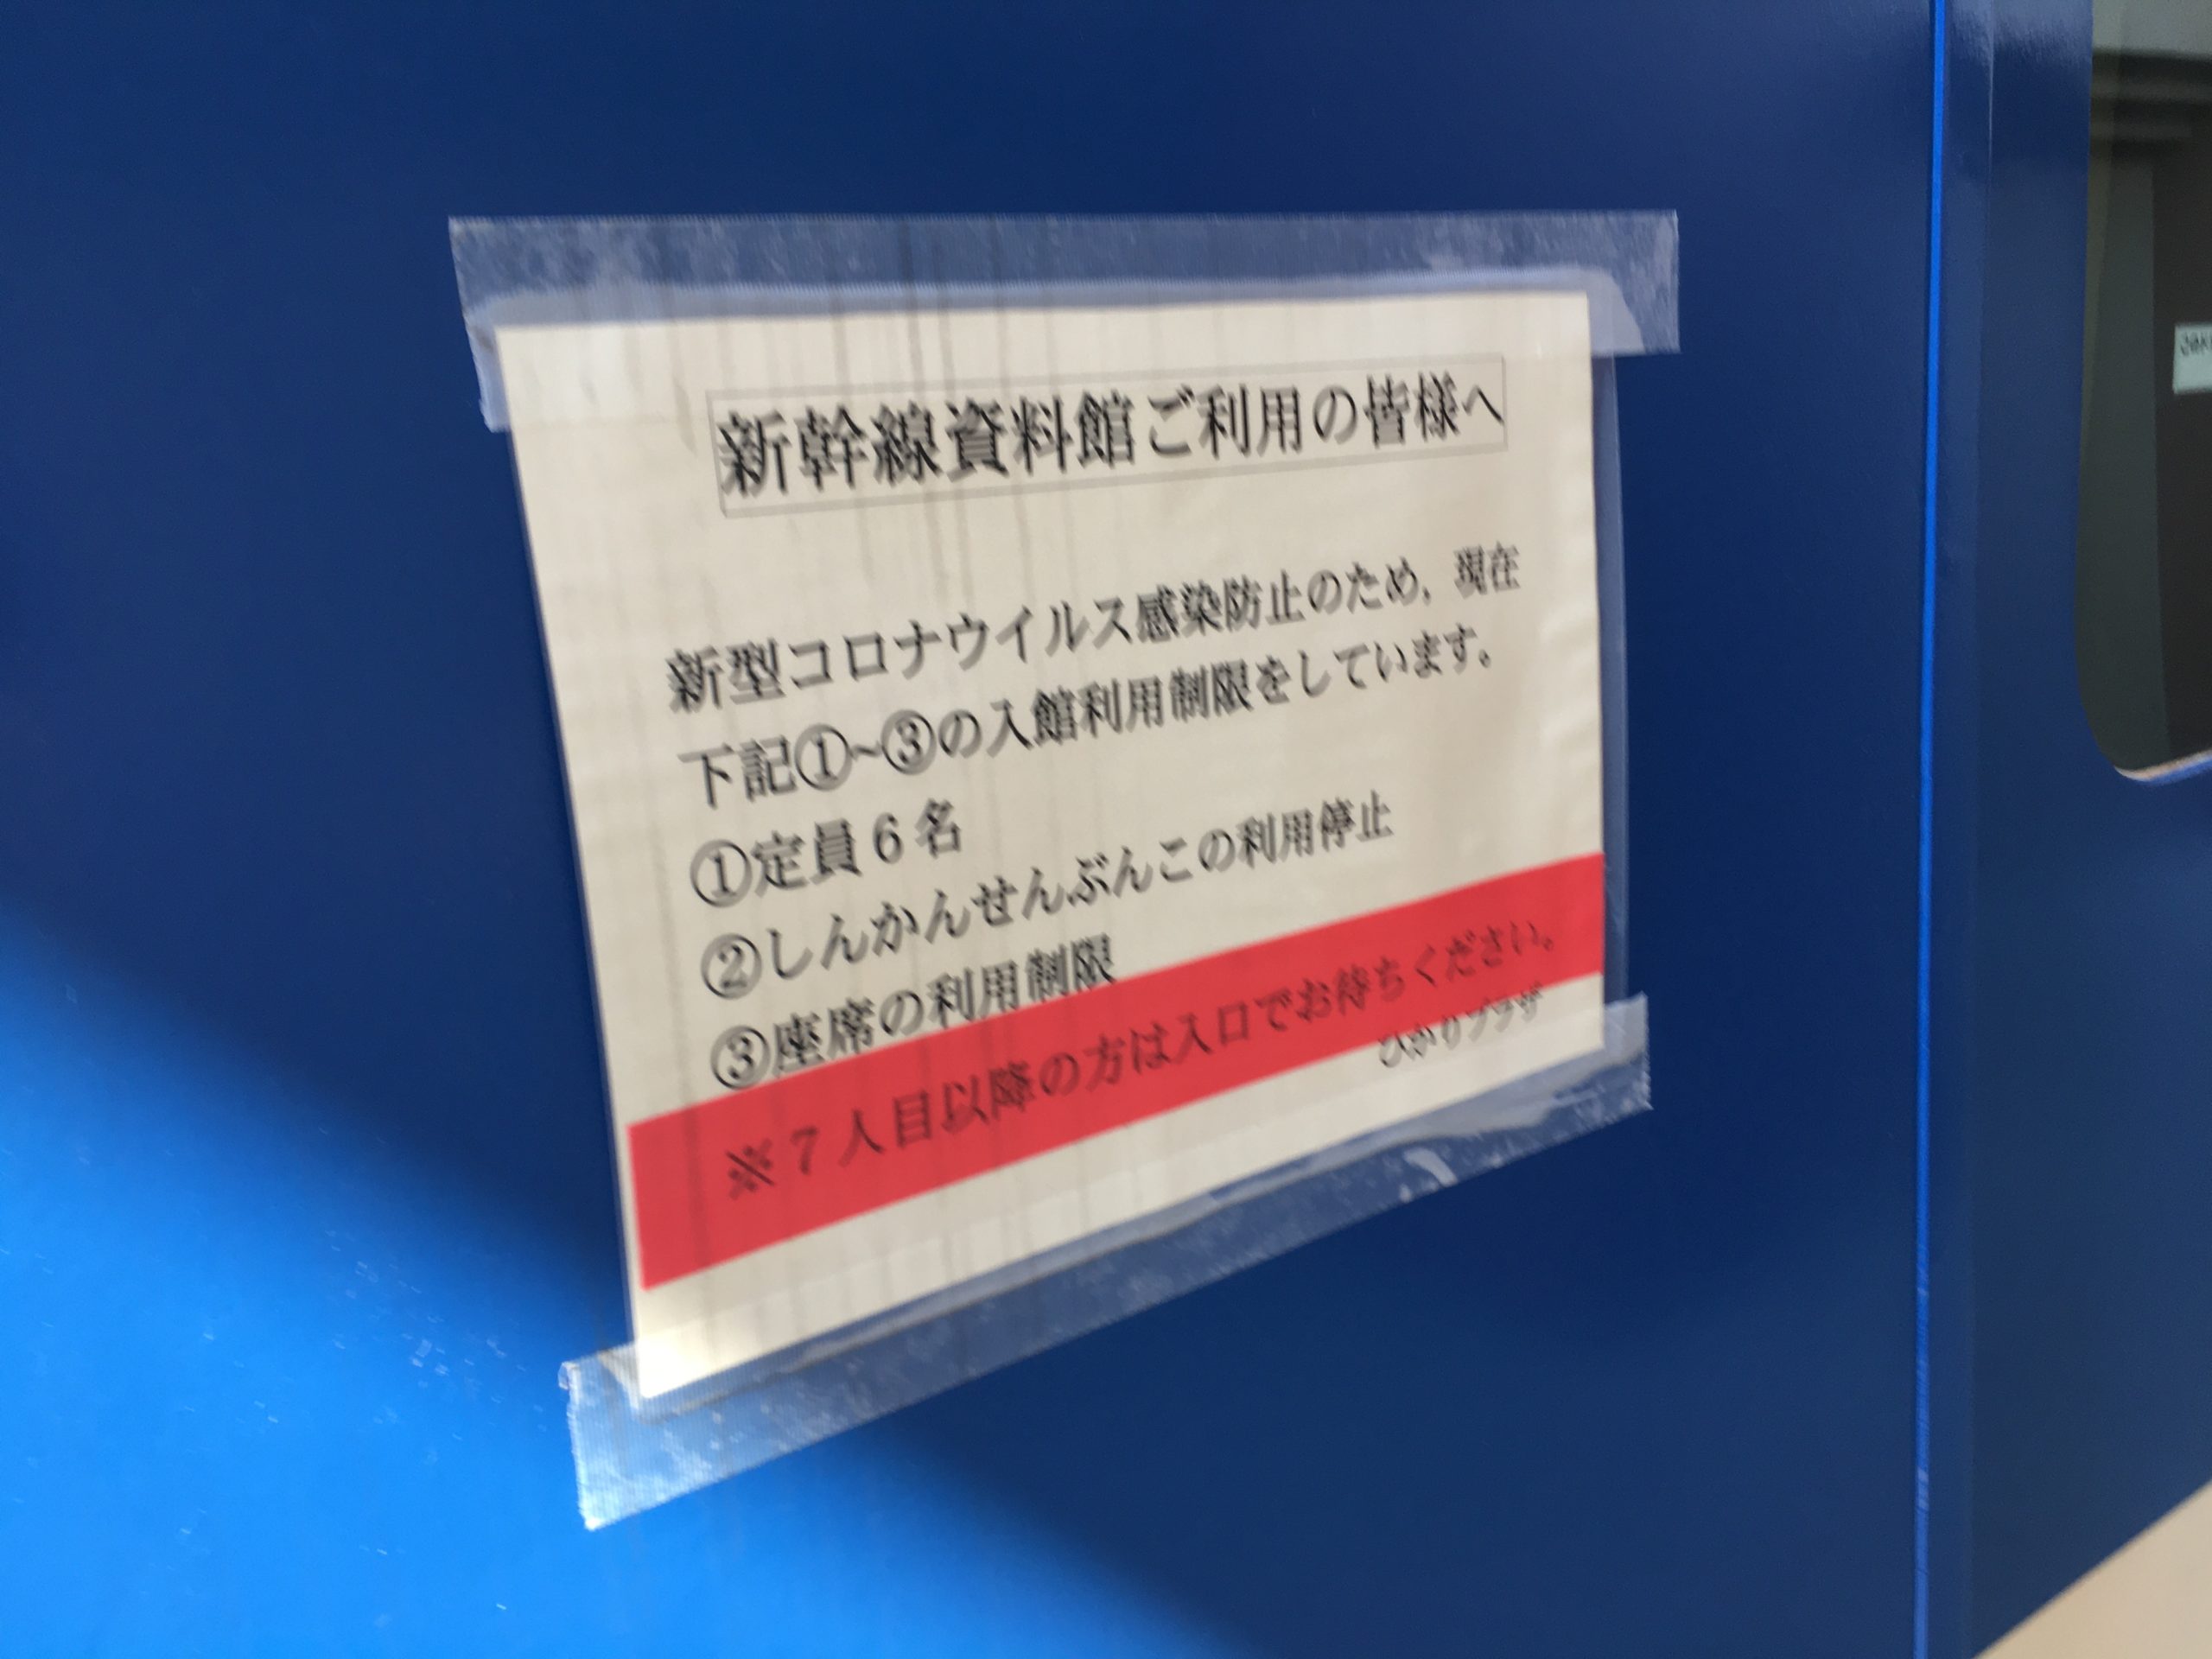 新幹線資料館ご利用の皆様へ
新型コロナウイルス感染防止のため，現在
下記①~③の入館利用制限をしています。
①定員６名
②しんかんせんぶんこの利用停止
③座席の利用制限
※７人目以降の方は入口でお待ちください。
ひかりプラザ